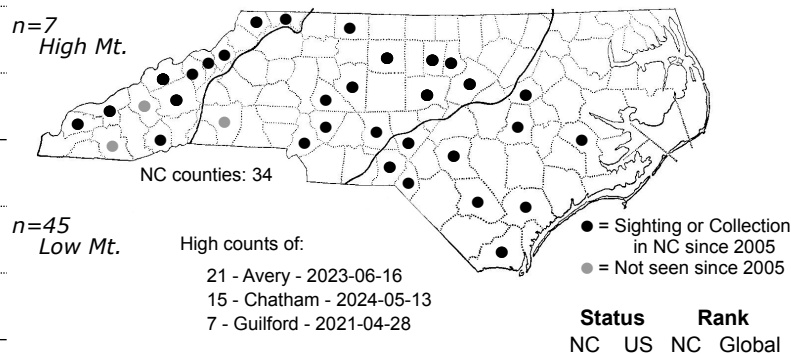 n=7
High Mt.
NC counties: 34
n=45
Low Mt.
High counts of:
21 - Avery - 2023-06-16
15 - Chatham - 2024-05-13
7 - Guilford - 2021-04-28
= Sighting or Collection
in NC since 2005
= Not seen since 2005
Status Rank
NC US NC Global